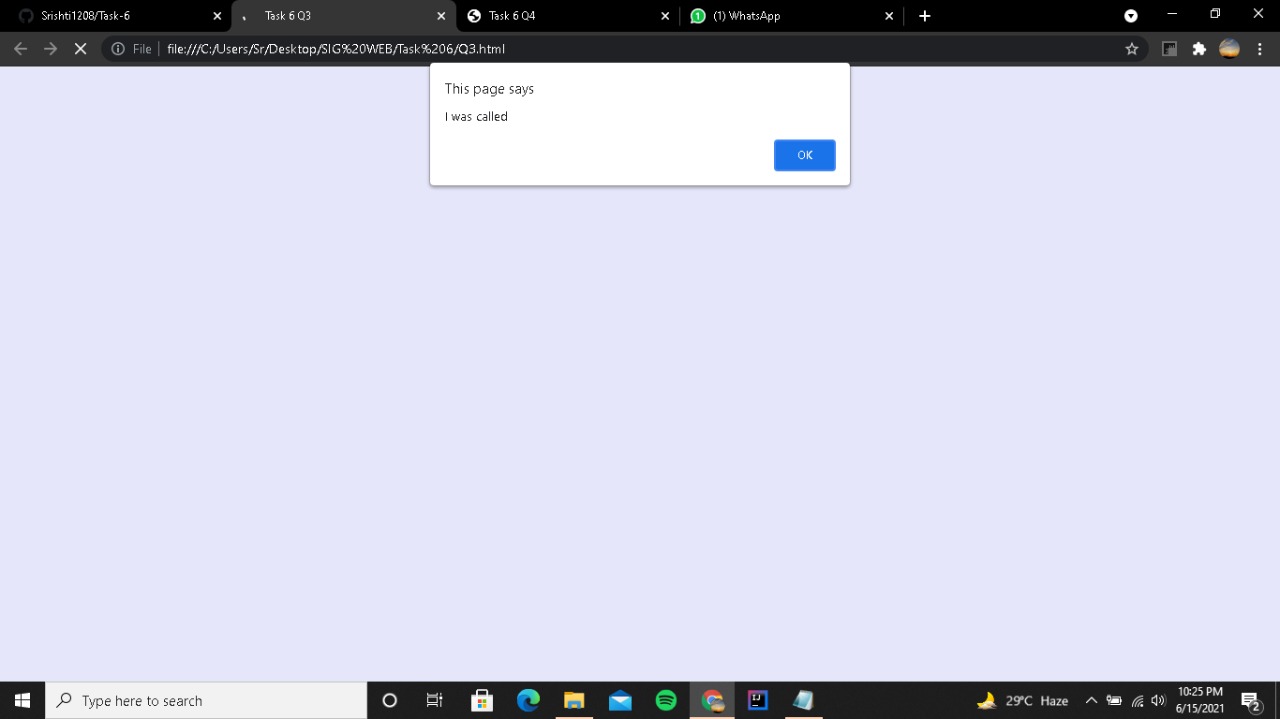 Srishti1208/Task-6
Task 6 Q3
Task 6 Q4
1
(1) WhatsApp
File
file:///C:/Users/Sr/Desktop/SIG%20WEB/Task%206/Q3.html
This page says
I was called
OK
Type here to search
29°C Haze
10:25 PM
6/15/2021
2